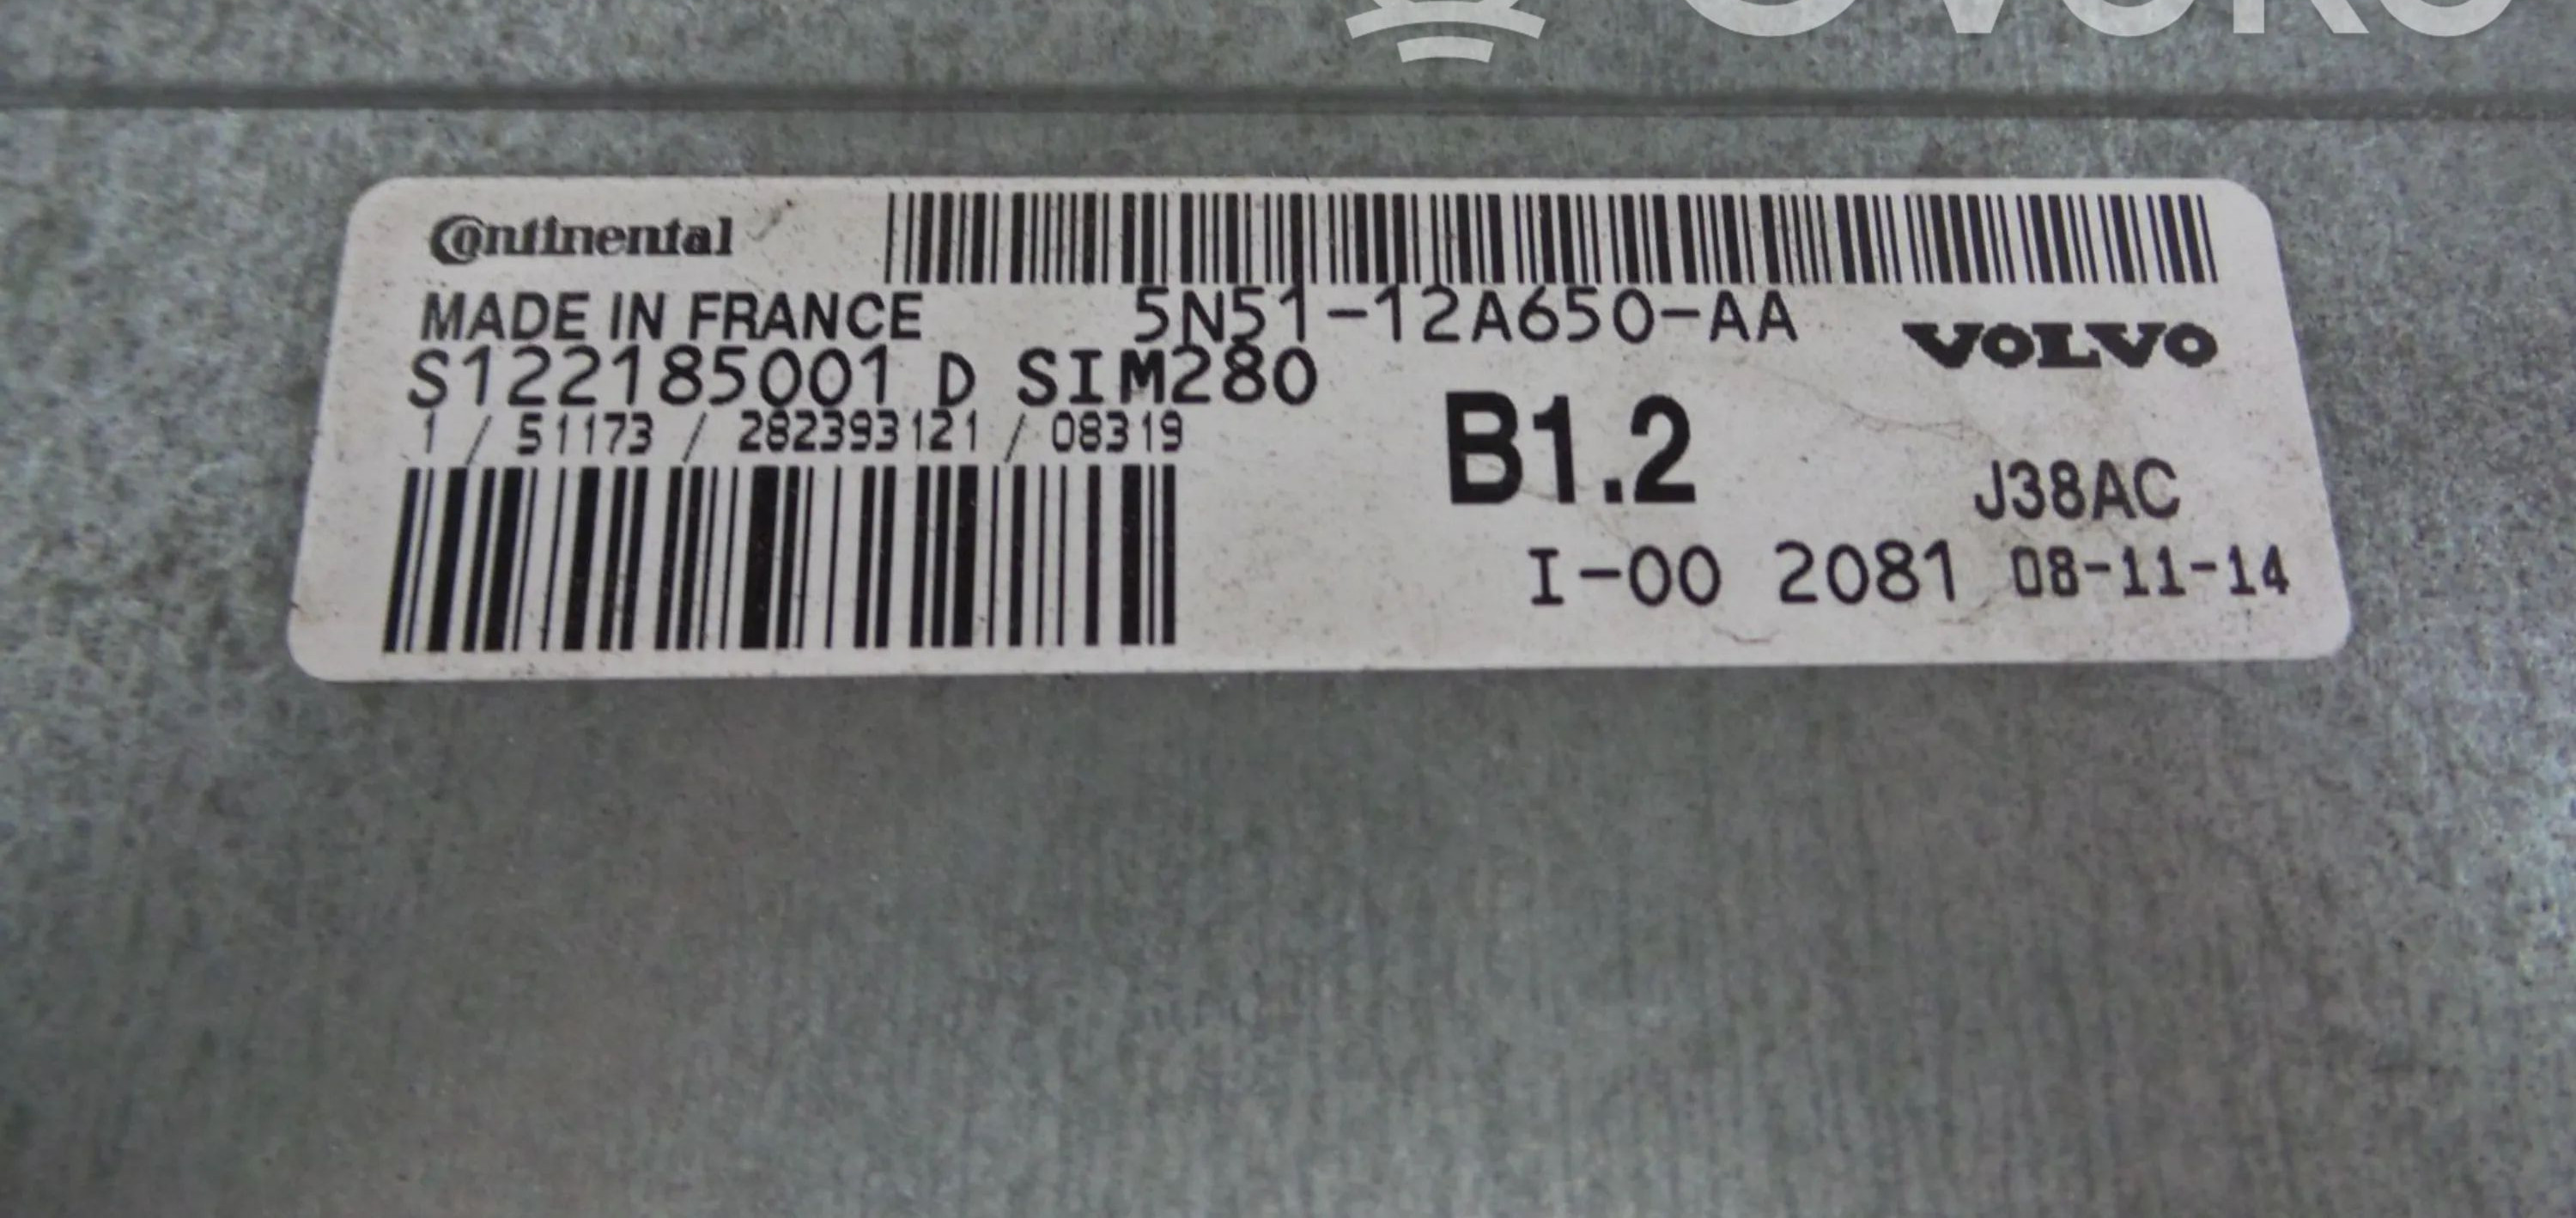 Continental
MADE IN FRANCE
5N51-12A650-AA
VOLVO
S122185001 D SIM280
1 / 51173 / 282393121 / 08319
B1.2
J38AC
I-00 2081 08-11-14